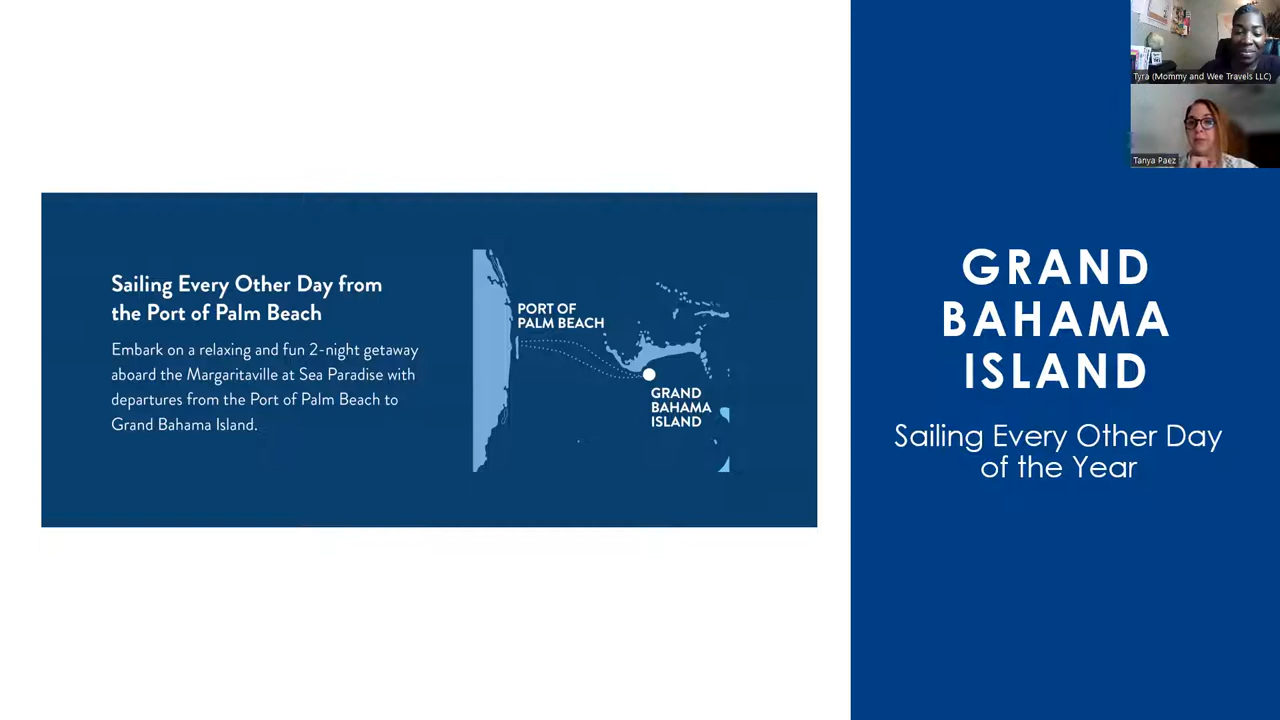 Sailing Every Other Day from
the Port of Palm Beach
Embark on a relaxing and fun 2-night getaway
aboard the Margaritaville at Sea Paradise with
departures from the Port of Palm Beach to
Grand Bahama Island.
PORT OF
PALM BEACH
GRAND
BAHAMA
ISLAND
Tyra (Mommy and Wee Travels LLC)
Tanya Paez
GRAND
BAHAMA
ISLAND
Sailing Every Other Day
of the Year